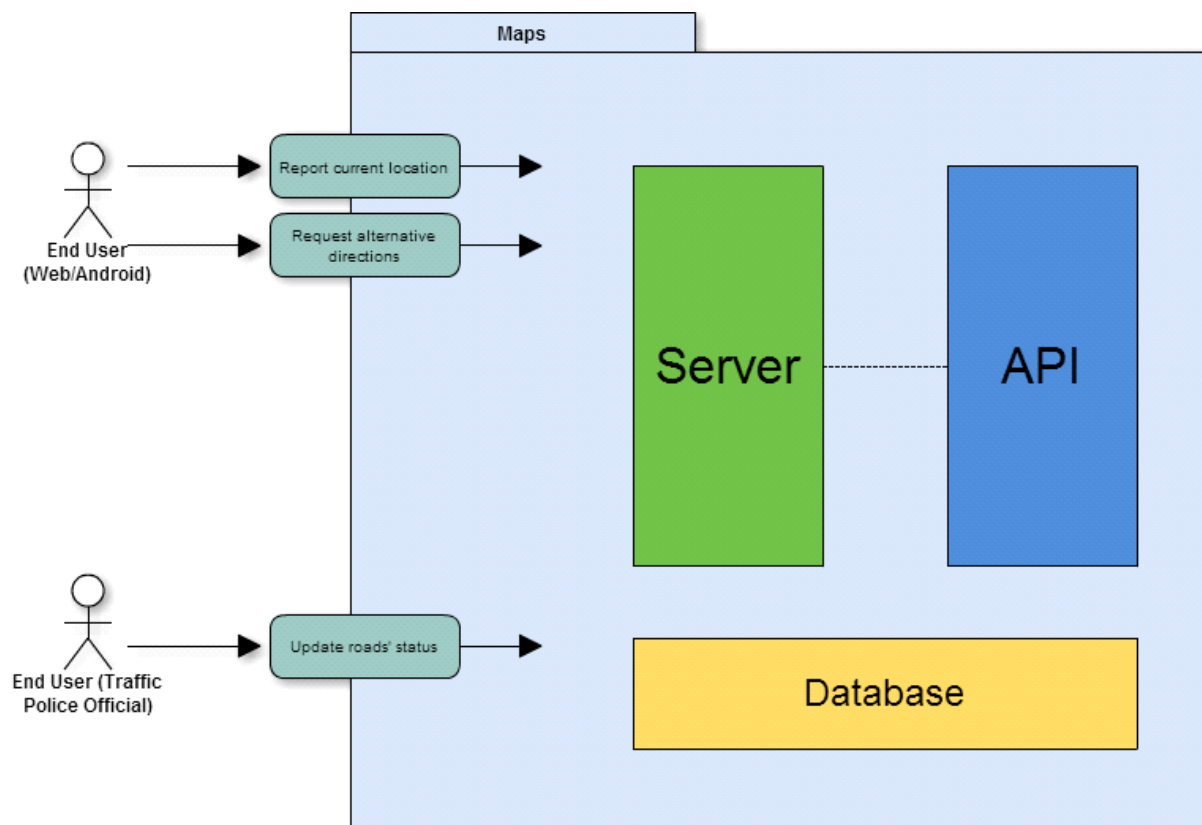 Maps
Report current location
Request alternative
directions
End User
(Web/Android)
Server
API
Update roads' status
End User (Traffic
Police Official)
Database